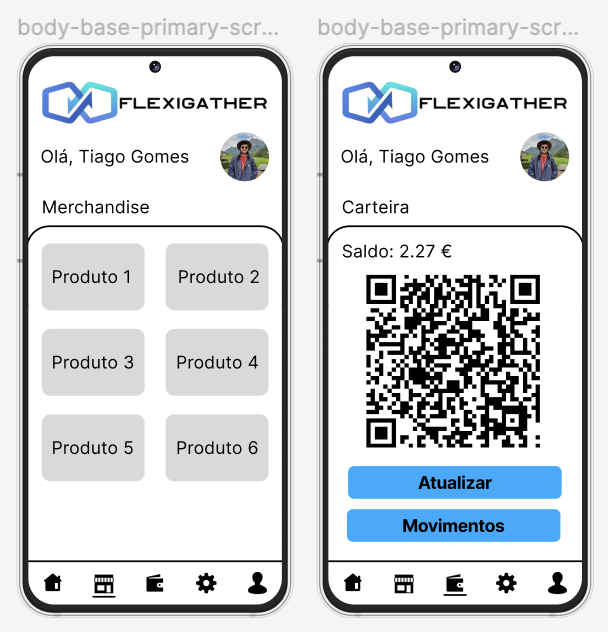 body-base-primary-scr...
FLEXIGATHER
Olá, Tiago Gomes
Merchandise
Produto 1
Produto 2
Produto 3
Produto 4
Produto 5
Produto 6
body-base-primary-scr...
FLEXIGATHER
Olá, Tiago Gomes
Carteira
Saldo: 2.27 €
Atualizar
Movimentos